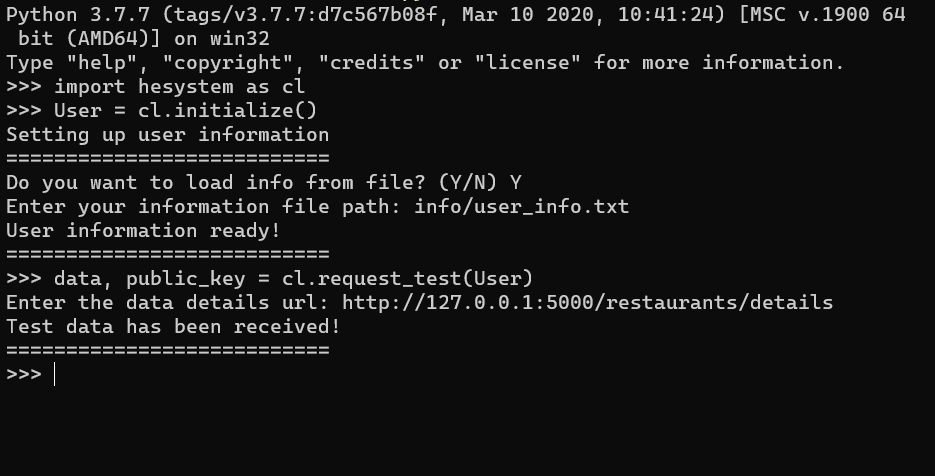 Python 3.7.7 (tags/v3.7.7:d7c567b08f, Mar 10 2020, 10:41:24) [MSC v.1900 64
 bit (AMD64)] on win32
Type "help", "copyright", "credits" or "license" for more information.
>>> import hesystem as cl
>>> User = cl.initialize()
Setting up user information
===========================
Do you want to load info from file? (Y/N) Y
Enter your information file path: info/user_info.txt
User information ready!
===========================
>>> data, public_key = cl.request_test(User)
Enter the data details url: http://127.0.0.1:5000/restaurants/details
Test data has been received!
===========================
>>>